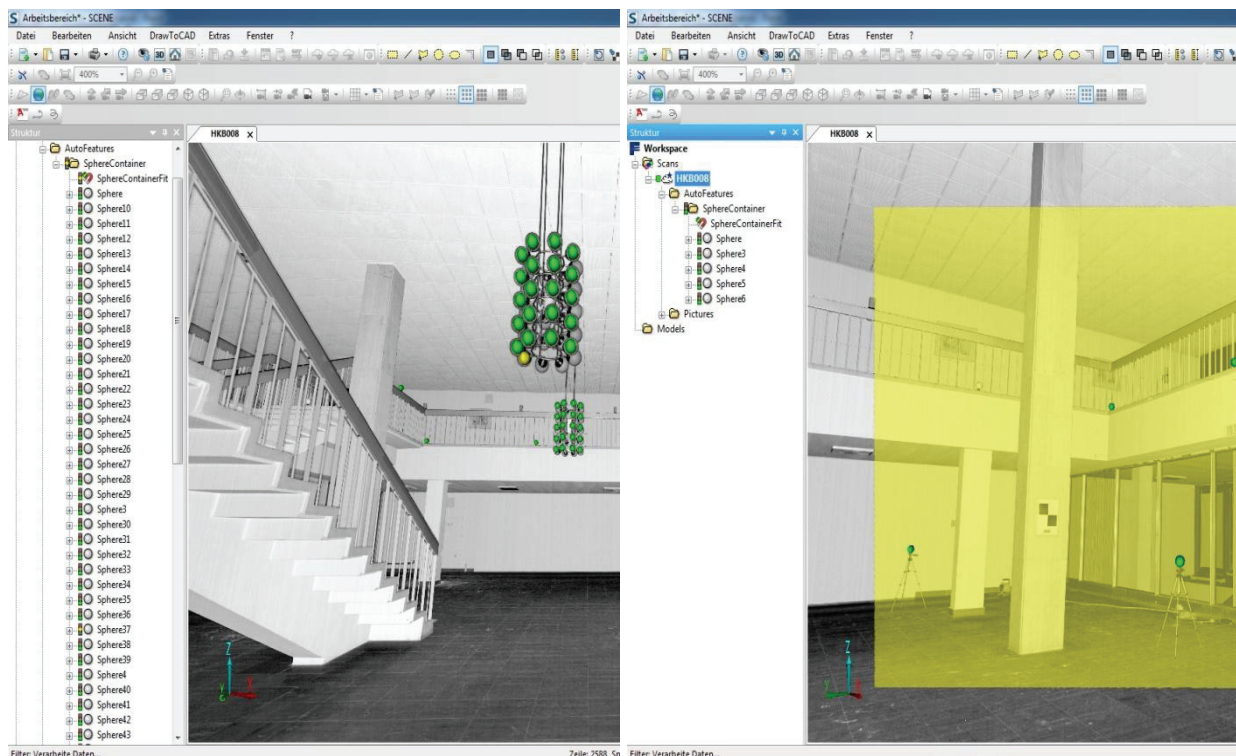 Arbeitsbereich* - SCENE
Datei Bearbeiten Ansicht DrawToCAD Extras Fenster ?
400%
Struktur
HKB008 x
AutoFeatures
SphereContainer
SphereContainerFit
Sphere
Sphere10
Sphere11
Sphere12
Sphere13
Sphere14
Sphere15
Sphere16
Sphere17
Sphere18
Sphere19
Sphere20
Sphere21
Sphere22
Sphere23
Sphere24
Sphere25
Sphere26
Sphere27
Sphere28
Sphere29
Sphere3
Sphere30
Sphere31
Sphere32
Sphere33
Sphere34
Sphere35
Sphere36
Sphere37
Sphere38
Sphere39
Sphere4
Sphere40
Sphere41
Sphere42
Sphere43
Z
Filter: Verarbeite Daten...
Zeile: 2588, Sp
Arbeitsbereich* - SCENE
Datei Bearbeiten Ansicht DrawToCAD Extras Fenster ?
400%
Struktur
HKB008 x
Workspace
Scans
HKB008
AutoFeatures
SphereContainer
SphereContainerFit
Sphere
Sphere3
Sphere4
Sphere5
Sphere6
Pictures
Models
Z
Filter: Verarbeite Daten...